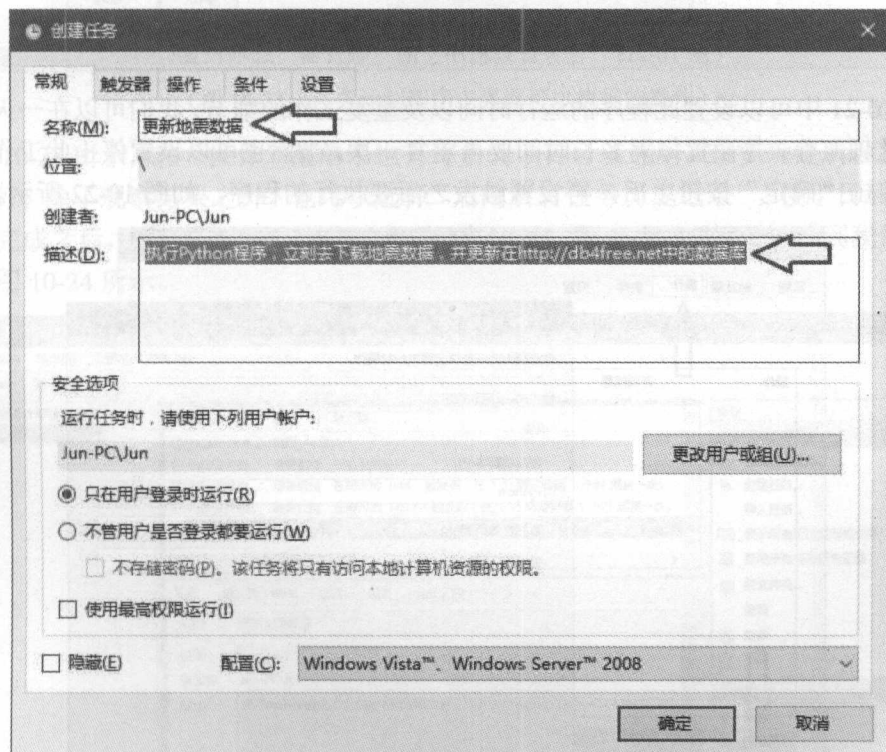 创建任务
常规 触发器 操作 条件 设置
名称(M): 更新地震数据
位置: \
创建者: Jun-PC\Jun
描述(D): 执行Python程序,立刻去下载地震数据,并更新在http://db4free.net中的数据库
安全选项
运行任务时,请使用下列用户帐户:
Jun-PC\Jun 更改用户或组(U)...
只在用户登录时运行(R)
不管用户是否登录都要运行(W)
不存储密码(P)。该任务将只有访问本地计算机资源的权限。
使用最高权限运行(I)
隐藏(E) 配置(C): Windows Vista™、Windows Server™ 2008
确定 取消